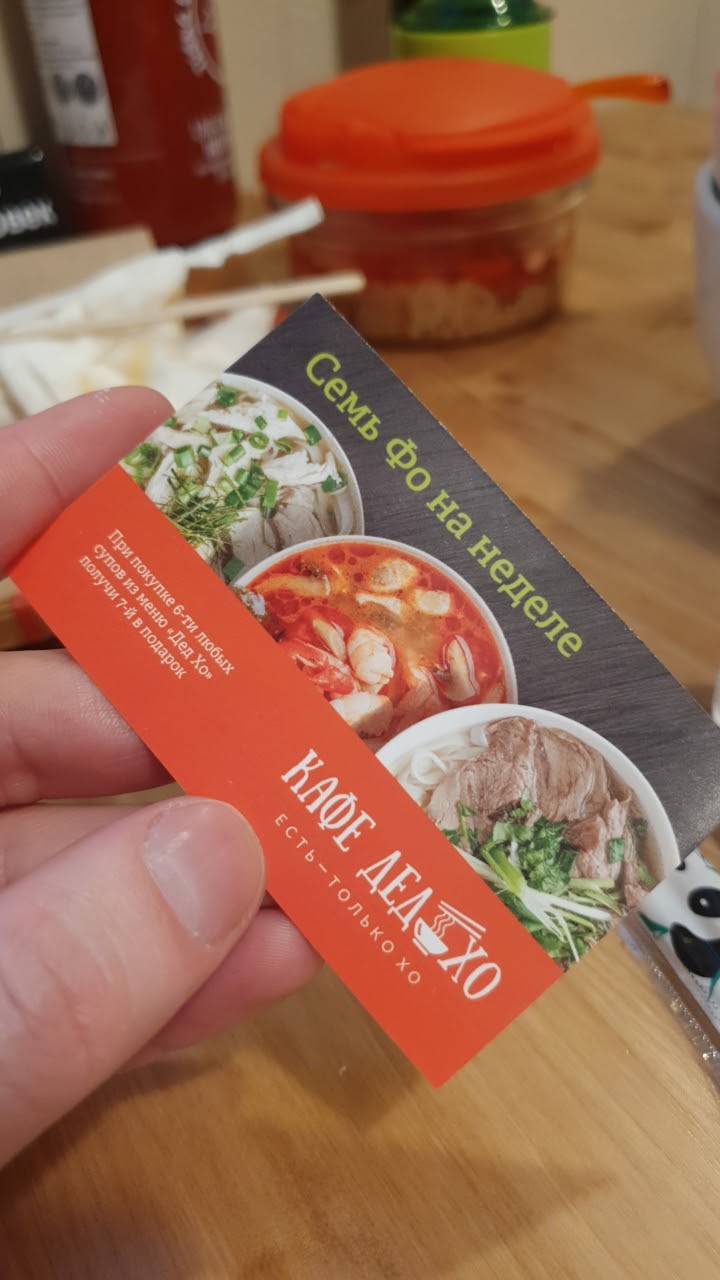 Семь фо на неделе
При покупке 6-ти любых
супов из меню «Дед Хо»
получи 7-й в подарок
КАФЕ ДЕД ХО
ЕСТЬ–ТОЛЬКО ХО